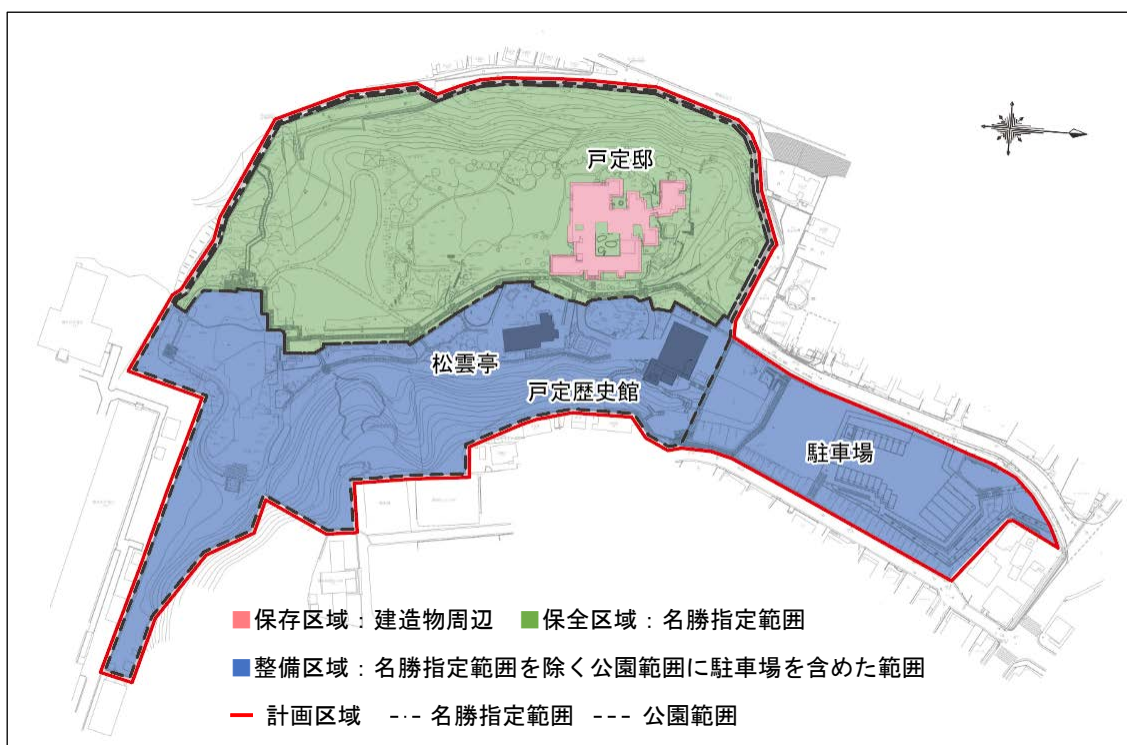 戸定邸
松雲亭
戸定歴史館
駐車場
■保存区域：建造物周辺 ■保全区域：名勝指定範囲
■整備区域：名勝指定範囲を除く公園範囲に駐車場を含めた範囲
計画区域 名勝指定範囲 公園範囲